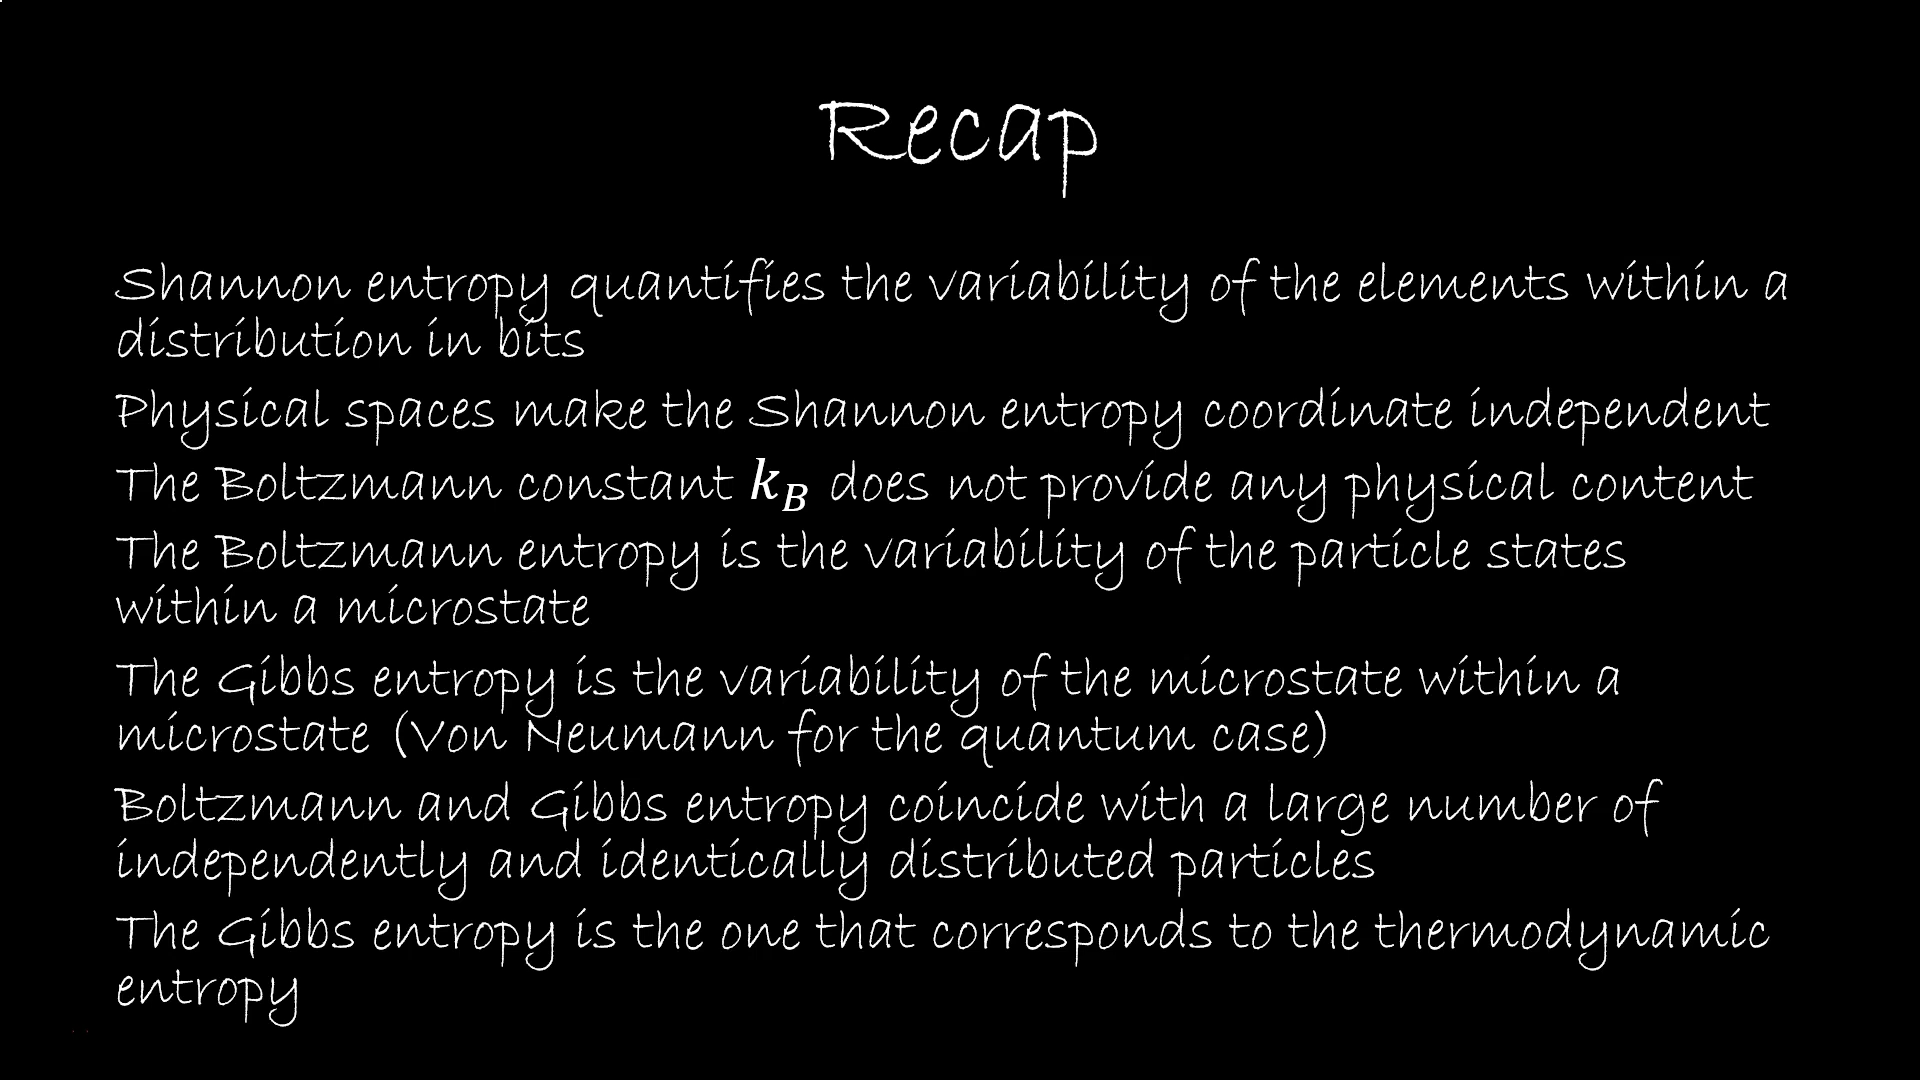 Recap
Shannon entropy quantifies the variability of the elements within a
distribution in bits
Physical spaces make the Shannon entropy coordinate independent
The Boltzmann constant k_B does not provide any physical content
The Boltzmann entropy is the variability of the particle states
within a microstate
The Gibbs entropy is the variability of the microstate within a
microstate (Von Neumann for the quantum case)
Boltzmann and Gibbs entropy coincide with a large number of
independently and identically distributed particles
The Gibbs entropy is the one that corresponds to the thermodynamic
entropy